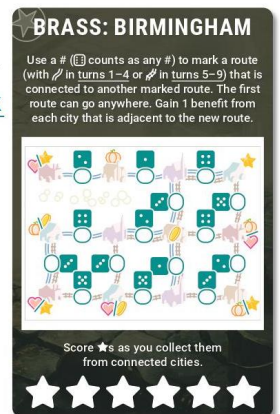 BRASS: BIRMINGHAM
Use a # (⚅ counts as any #) to mark a route
(with in turns 1–4 or in turns 5–9) that is
connected to another marked route. The first
route can go anywhere. Gain 1 benefit from
each city that is adjacent to the new route.
Score ★s as you collect them
from connected cities.